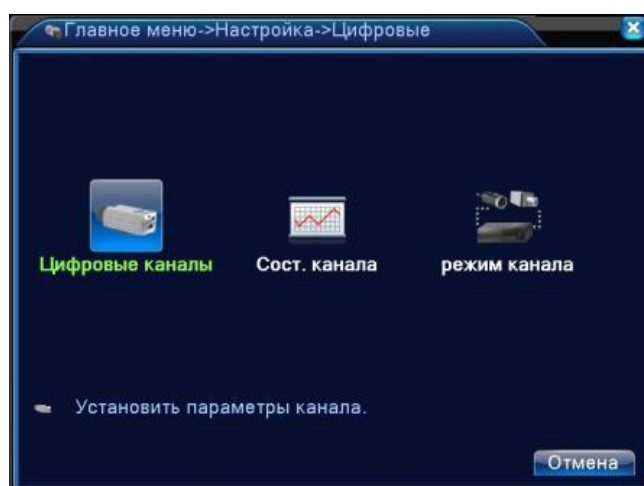 Главное меню->Настройка->Цифровые
Цифровые каналы
Сост. канала
режим канала
Установить параметры канала.
Отмена